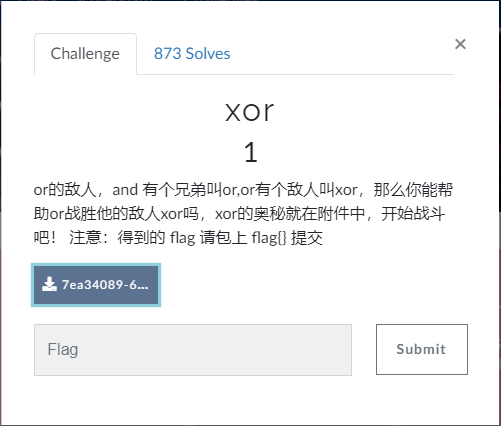 Challenge
873 Solves
×
xor
1
or的敌人，and 有个兄弟叫or,or有个敌人叫xor，那么你能帮
助or战胜他的敌人xor吗，xor的奥秘就在附件中，开始战斗
吧！ 注意：得到的 flag 请包上 flag{} 提交
7ea34089-6...
Flag
Submit